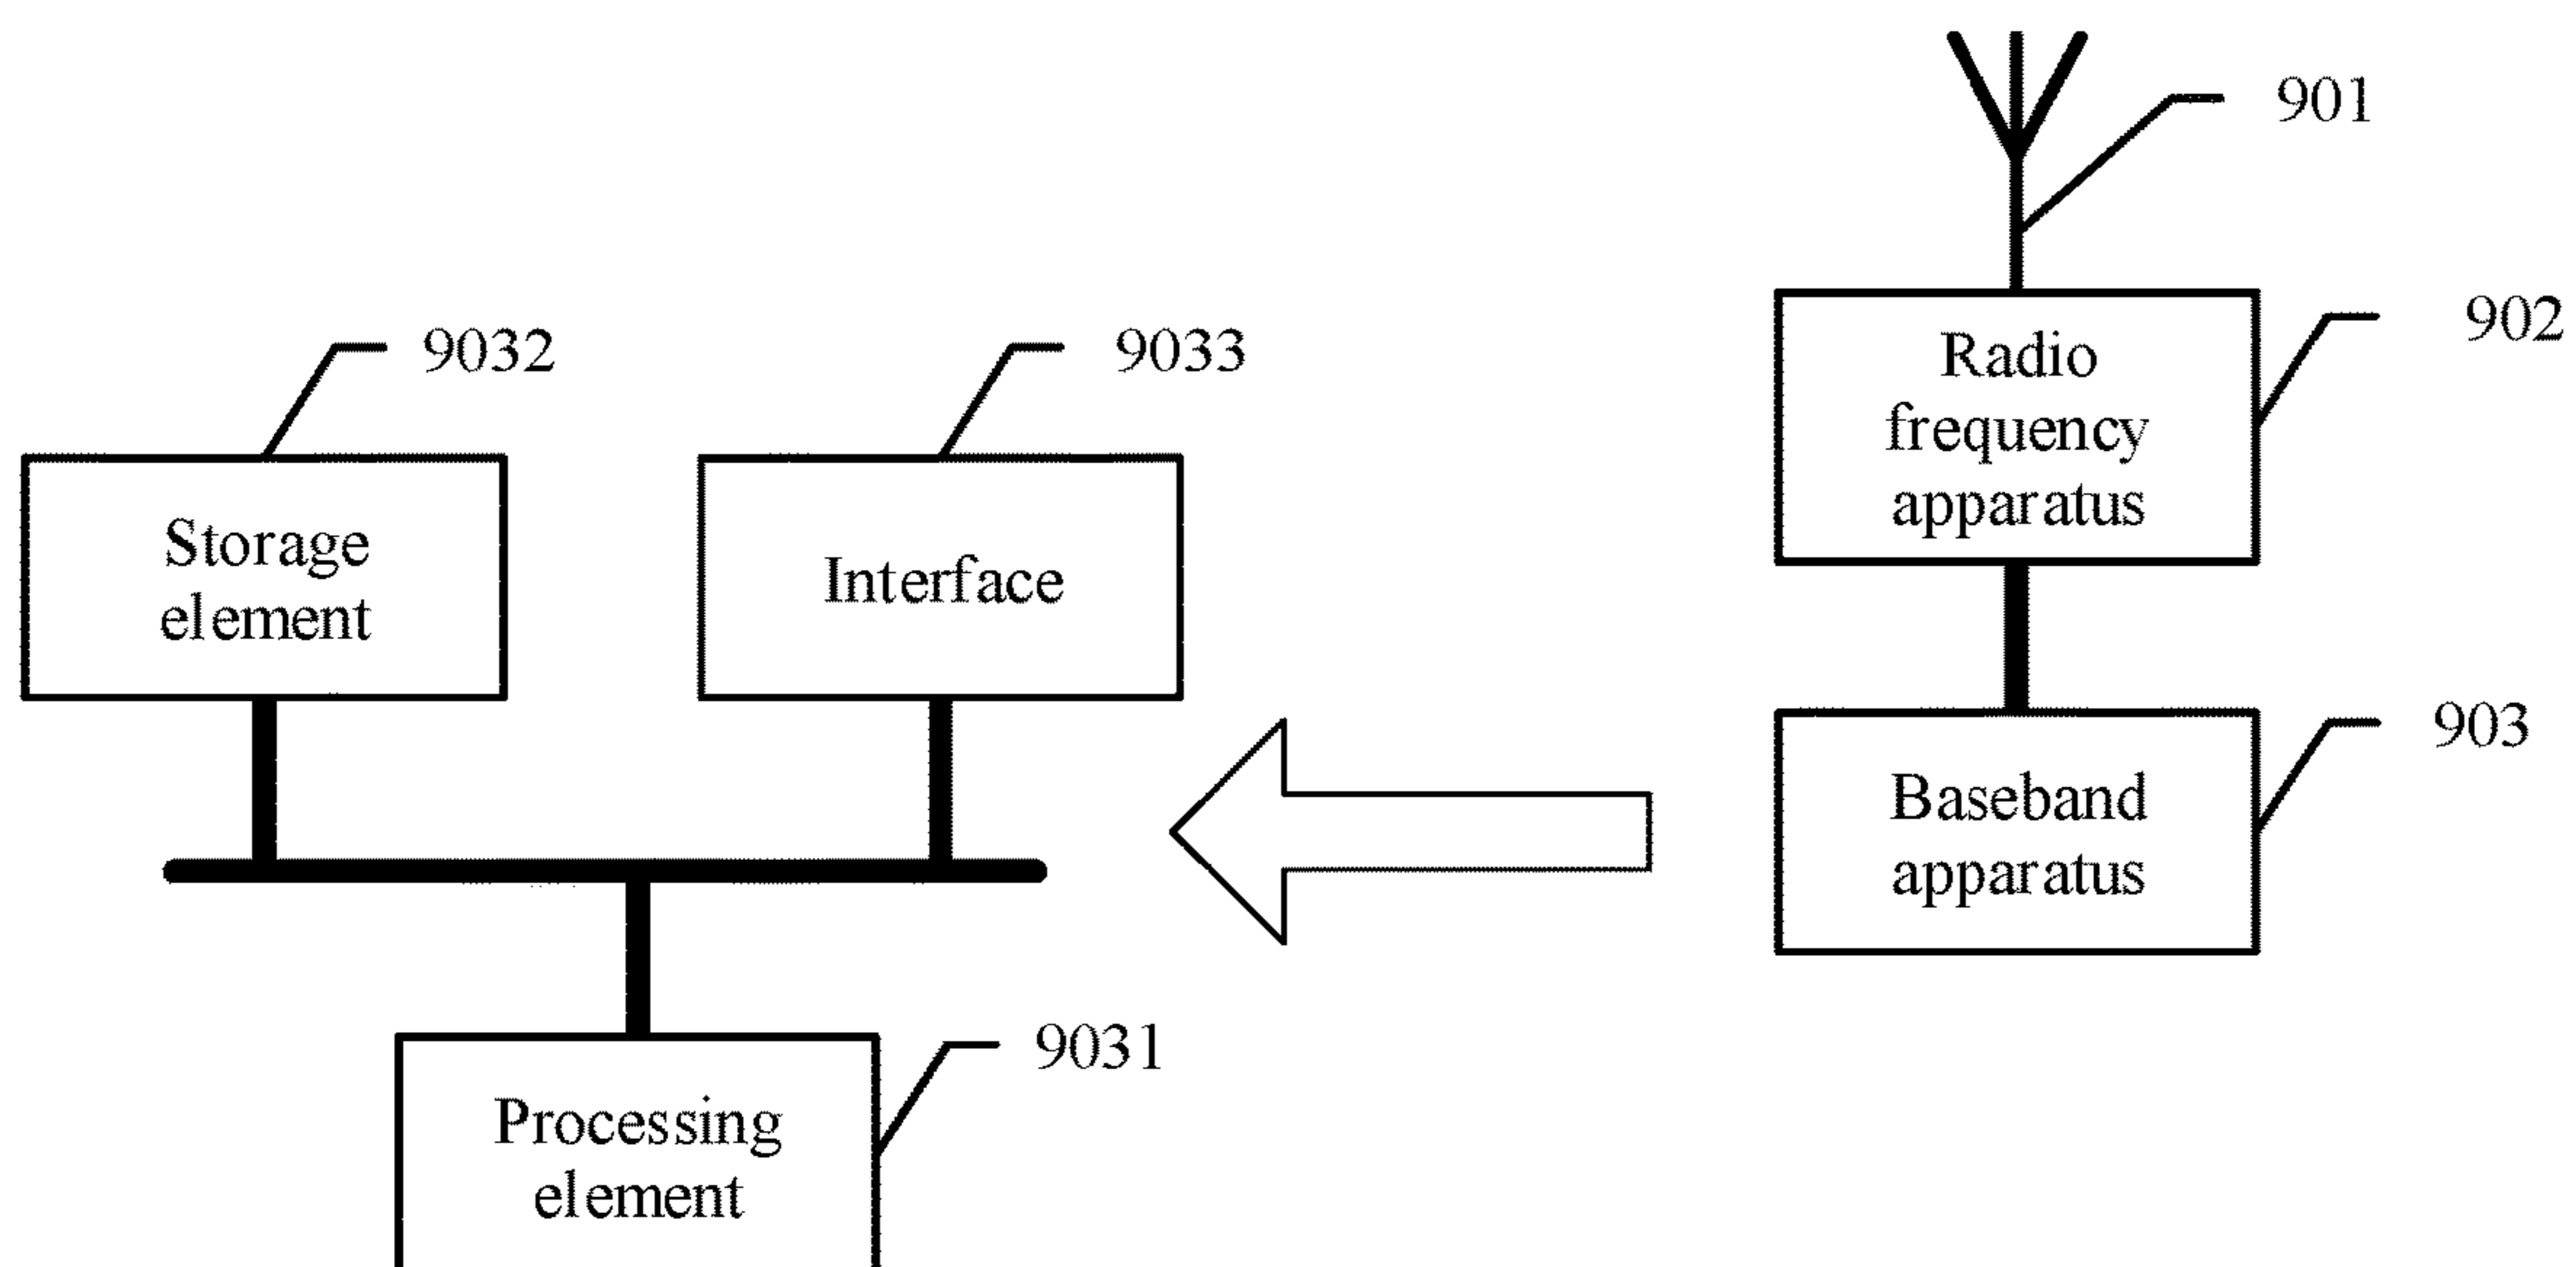 901
Radio
frequency
apparatus
902
9032
9033
Storage
element
Interface
903
Baseband
apparatus
9031
Processing
element